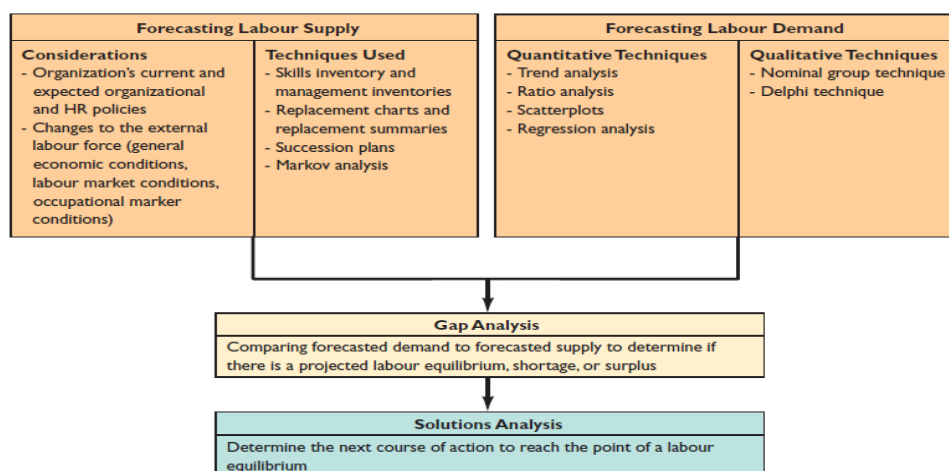 Forecasting Labour Supply
Considerations
- Organization's current and
expected organizational
and HR policies
- Changes to the external
labour force (general
economic conditions,
labour market conditions,
occupational marker
conditions)
Techniques Used
- Skills inventory and
management inventories
- Replacement charts and
replacement summaries
- Succession plans
- Markov analysis
Forecasting Labour Demand
Quantitative Techniques
- Trend analysis
- Ratio analysis
- Scatterplots
- Regression analysis
Qualitative Techniques
- Nominal group technique
- Delphi technique
Gap Analysis
Comparing forecasted demand to forecasted supply to determine if
there is a projected labour equilibrium, shortage, or surplus
Solutions Analysis
Determine the next course of action to reach the point of a labour
equilibrium